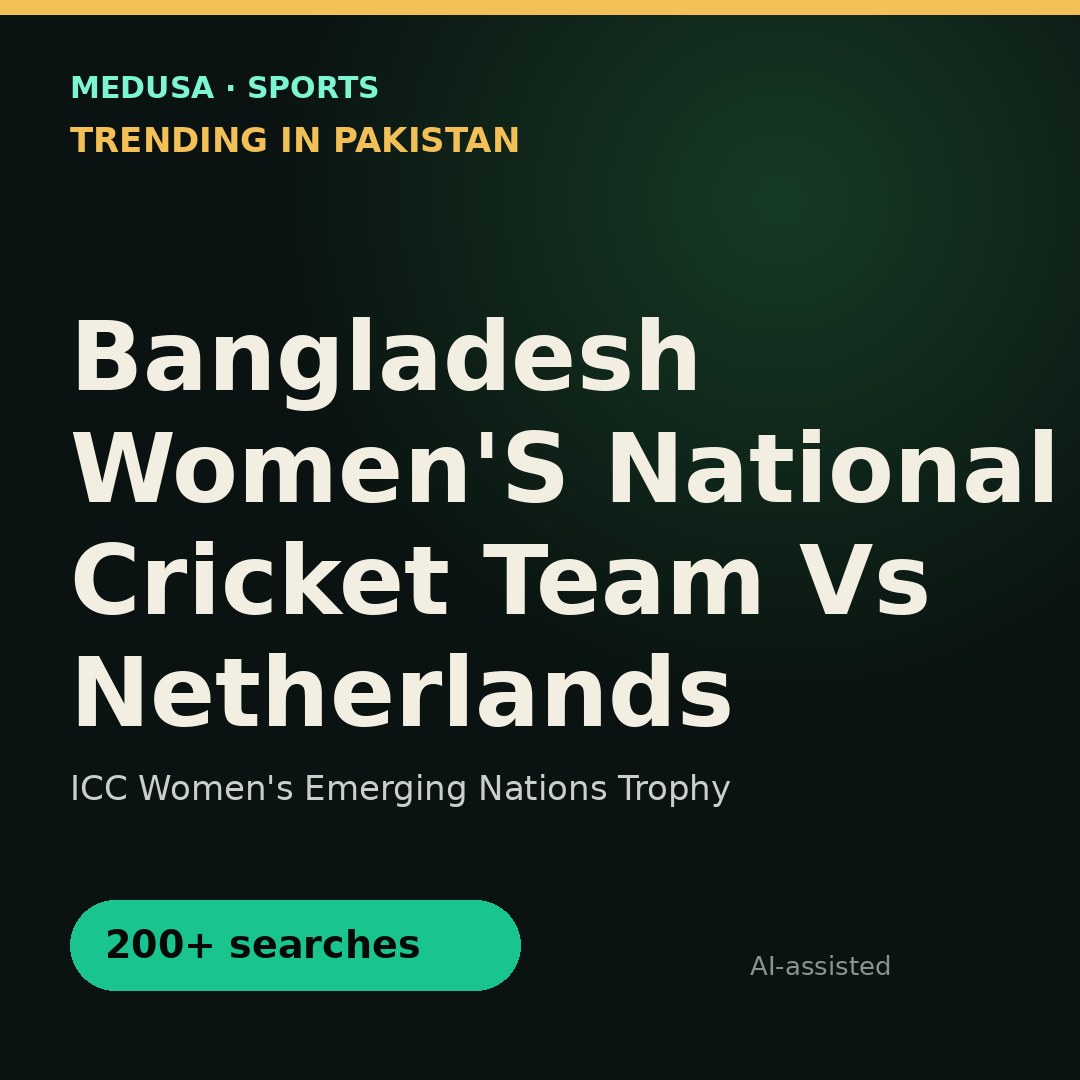 MEDUSA · SPORTS
TRENDING IN PAKISTAN
Bangladesh
Women'S National
Cricket Team Vs
Netherlands
ICC Women's Emerging Nations Trophy
200+ searches
AI-assisted